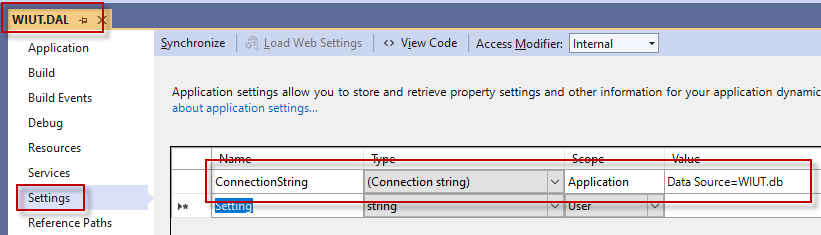 WIUT.DAL
Synchronize Load Web Settings <> View Code Access Modifier: Internal
Application
Build
Build Events
Debug
Resources
Services
Settings
Reference Paths
Application settings allow you to store and retrieve property settings and other information for your application dynamic
about application settings...
Name Type Scope Value
ConnectionString (Connection string) Application Data Source=WIUT.db
Setting string User